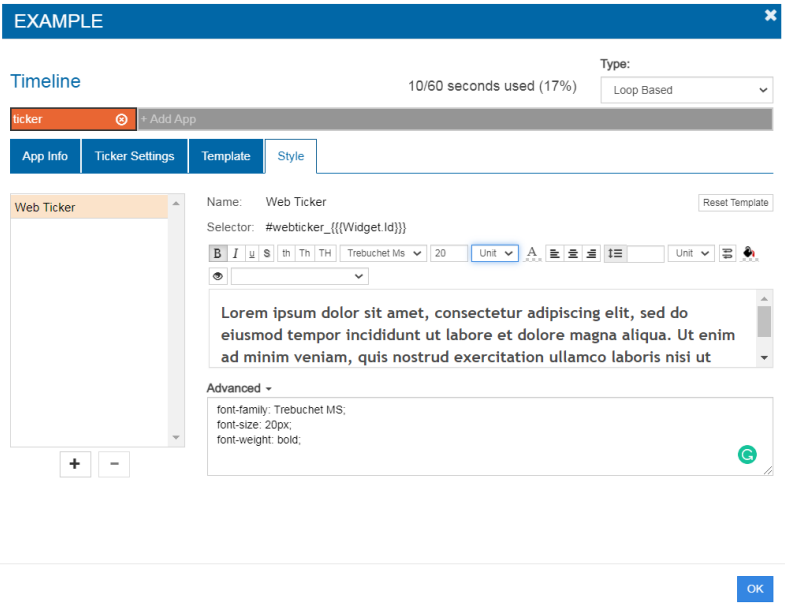 EXAMPLE
Type:
Timeline
10/60 seconds used (17%)
Loop Based
ticker
+ Add App
App Info
Ticker Settings
Template
Style
Web Ticker
Name: Web Ticker
Reset Template
Selector: #webticker_{{{Widget.Id}}}
B I u S th Th TH Trebuchet Ms 20 Unit A Unit
Lorem ipsum dolor sit amet, consectetur adipiscing elit, sed do
eiusmod tempor incididunt ut labore et dolore magna aliqua. Ut enim
ad minim veniam, quis nostrud exercitation ullamco laboris nisi ut
Advanced
font-family: Trebuchet MS;
font-size: 20px;
font-weight: bold;
OK